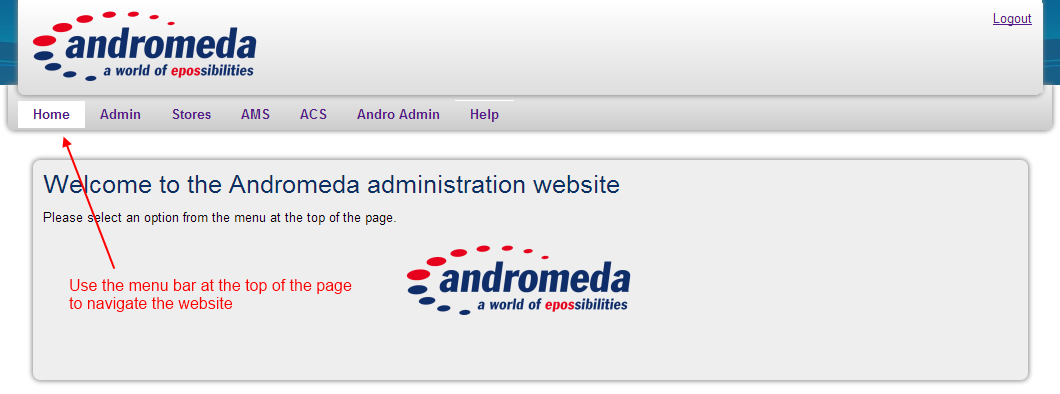 andromeda
a world of epossibilities
Logout
Home Admin Stores AMS ACS Andro Admin Help
Welcome to the Andromeda administration website
Please select an option from the menu at the top of the page.
andromeda
a world of epossibilities
Use the menu bar at the top of the page
to navigate the website